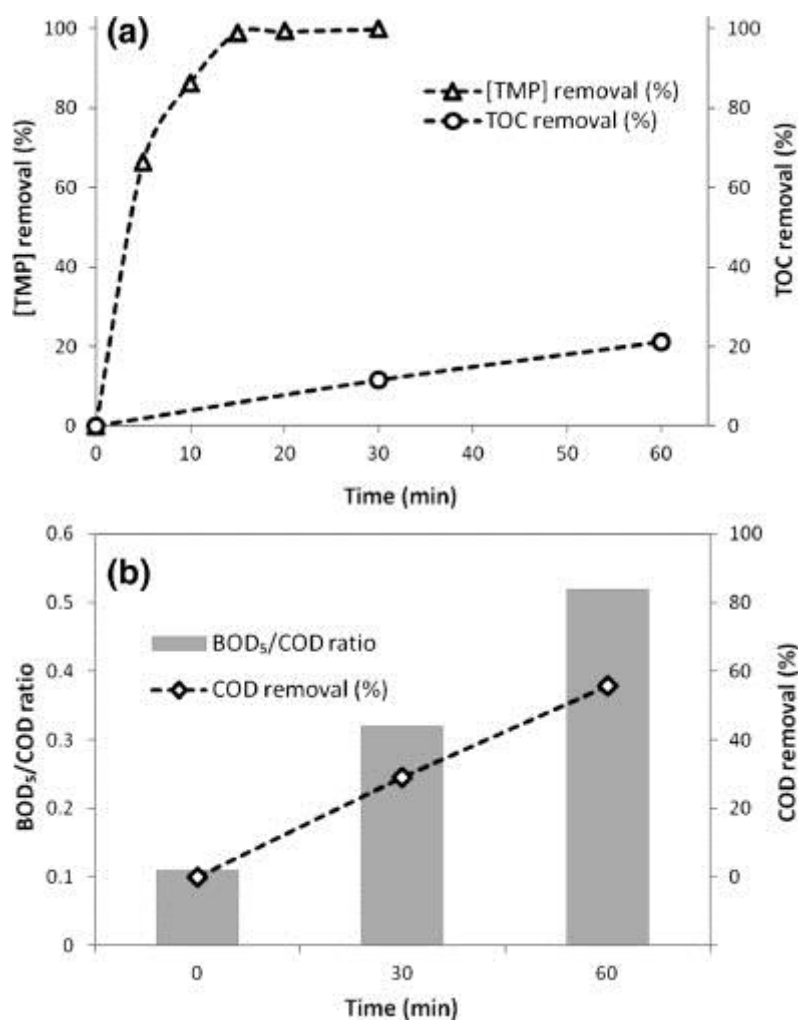 (a)
[TMP] removal (%)
TOC removal (%)
100
80
60
40
20
0
[TMP] removal (%)
100
80
60
40
20
0
TOC removal (%)
0 10 20 30 40 50 60
Time (min)
(b)
BOD₅/COD ratio
COD removal (%)
0.6
0.5
0.4
0.3
0.2
0.1
0
BOD₅/COD ratio
100
80
60
40
20
0
COD removal (%)
0 30 60
Time (min)